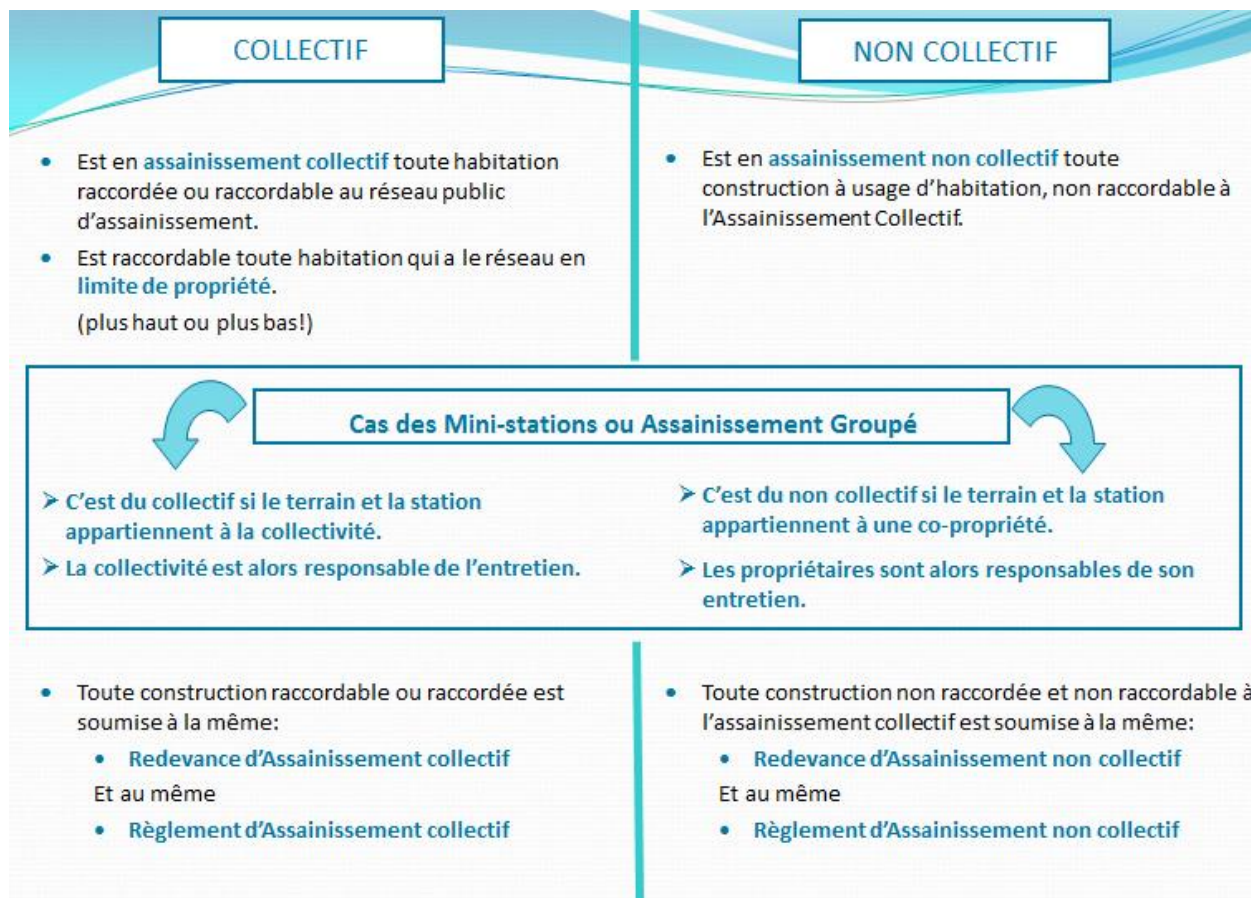 COLLECTIF
• Est en assainissement collectif toute habitation
raccordée ou raccordable au réseau public
d'assainissement.
• Est raccordable toute habitation qui a le réseau en
limite de propriété.
(plus haut ou plus bas!)
NON COLLECTIF
• Est en assainissement non collectif toute
construction à usage d'habitation, non raccordable à
l'Assainissement Collectif.
Cas des Mini-stations ou Assainissement Groupé
➢ C'est du collectif si le terrain et la station
appartiennent à la collectivité.
➢ La collectivité est alors responsable de l'entretien.
➢ C'est du non collectif si le terrain et la station
appartiennent à une co-propriété.
➢ Les propriétaires sont alors responsables de son
entretien.
• Toute construction raccordable ou raccordée est
soumise à la même:
• Redevance d'Assainissement collectif
Et au même
• Règlement d'Assainissement collectif
• Toute construction non raccordée et non raccordable à
l'assainissement collectif est soumise à la même:
• Redevance d'Assainissement non collectif
Et au même
• Règlement d'Assainissement non collectif